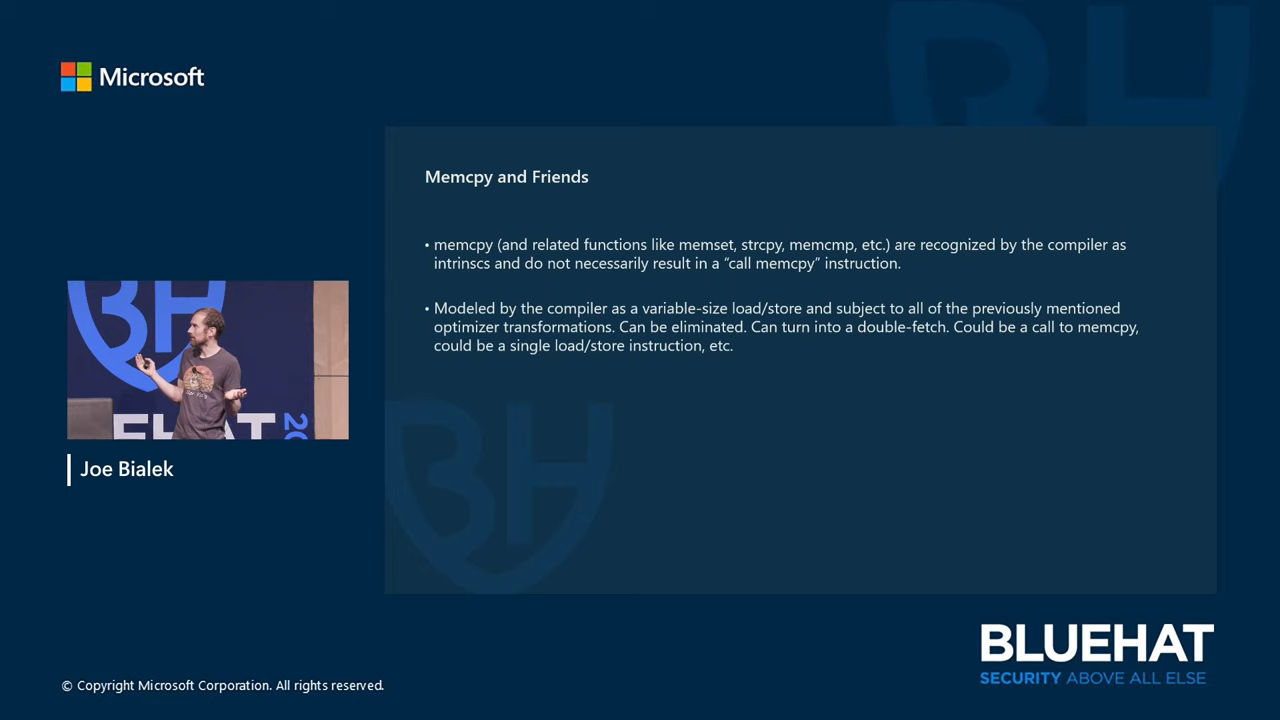 Microsoft
Memcpy and Friends
• memcpy (and related functions like memset, strcpy, memcmp, etc.) are recognized by the compiler as
intrinscs and do not necessarily result in a “call memcpy” instruction.
• Modeled by the compiler as a variable-size load/store and subject to all of the previously mentioned
optimizer transformations. Can be eliminated. Can turn into a double-fetch. Could be a call to memcpy,
could be a single load/store instruction, etc.
BH
EHAT 20
Joe Bialek
BH
BLUEHAT
SECURITY ABOVE ALL ELSE
© Copyright Microsoft Corporation. All rights reserved.